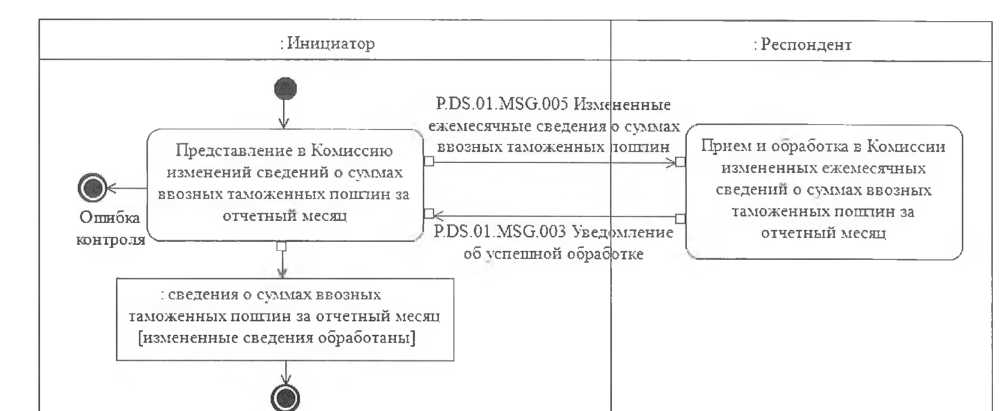 : Инициатор
: Респондент
P.DS.01.MSG.005 Измененные
ежемесячные сведения о суммах
ввозных таможенных пошлин
Представление в Комиссию
изменений сведений о суммах
ввозных таможенных пошлин за
отчетный месяц
Прием и обработка в Комиссии
измененных ежемесячных
сведений о суммах ввозных
таможенных пошлин за
отчетный месяц
Ошибка
контроля
P.DS.01.MSG.003 Уведомление
об успешной обработке
: сведения о суммах ввозных
таможенных пошлин за отчетный месяц
[измененные сведения обработаны]